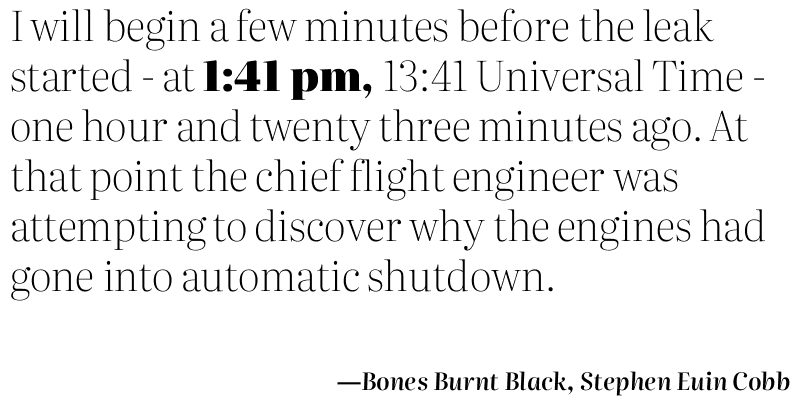 I will begin a few minutes before the leak
started - at 1:41 pm, 13:41 Universal Time -
one hour and twenty three minutes ago. At
that point the chief flight engineer was
attempting to discover why the engines had
gone into automatic shutdown.
—Bones Burnt Black, Stephen Euin Cobb